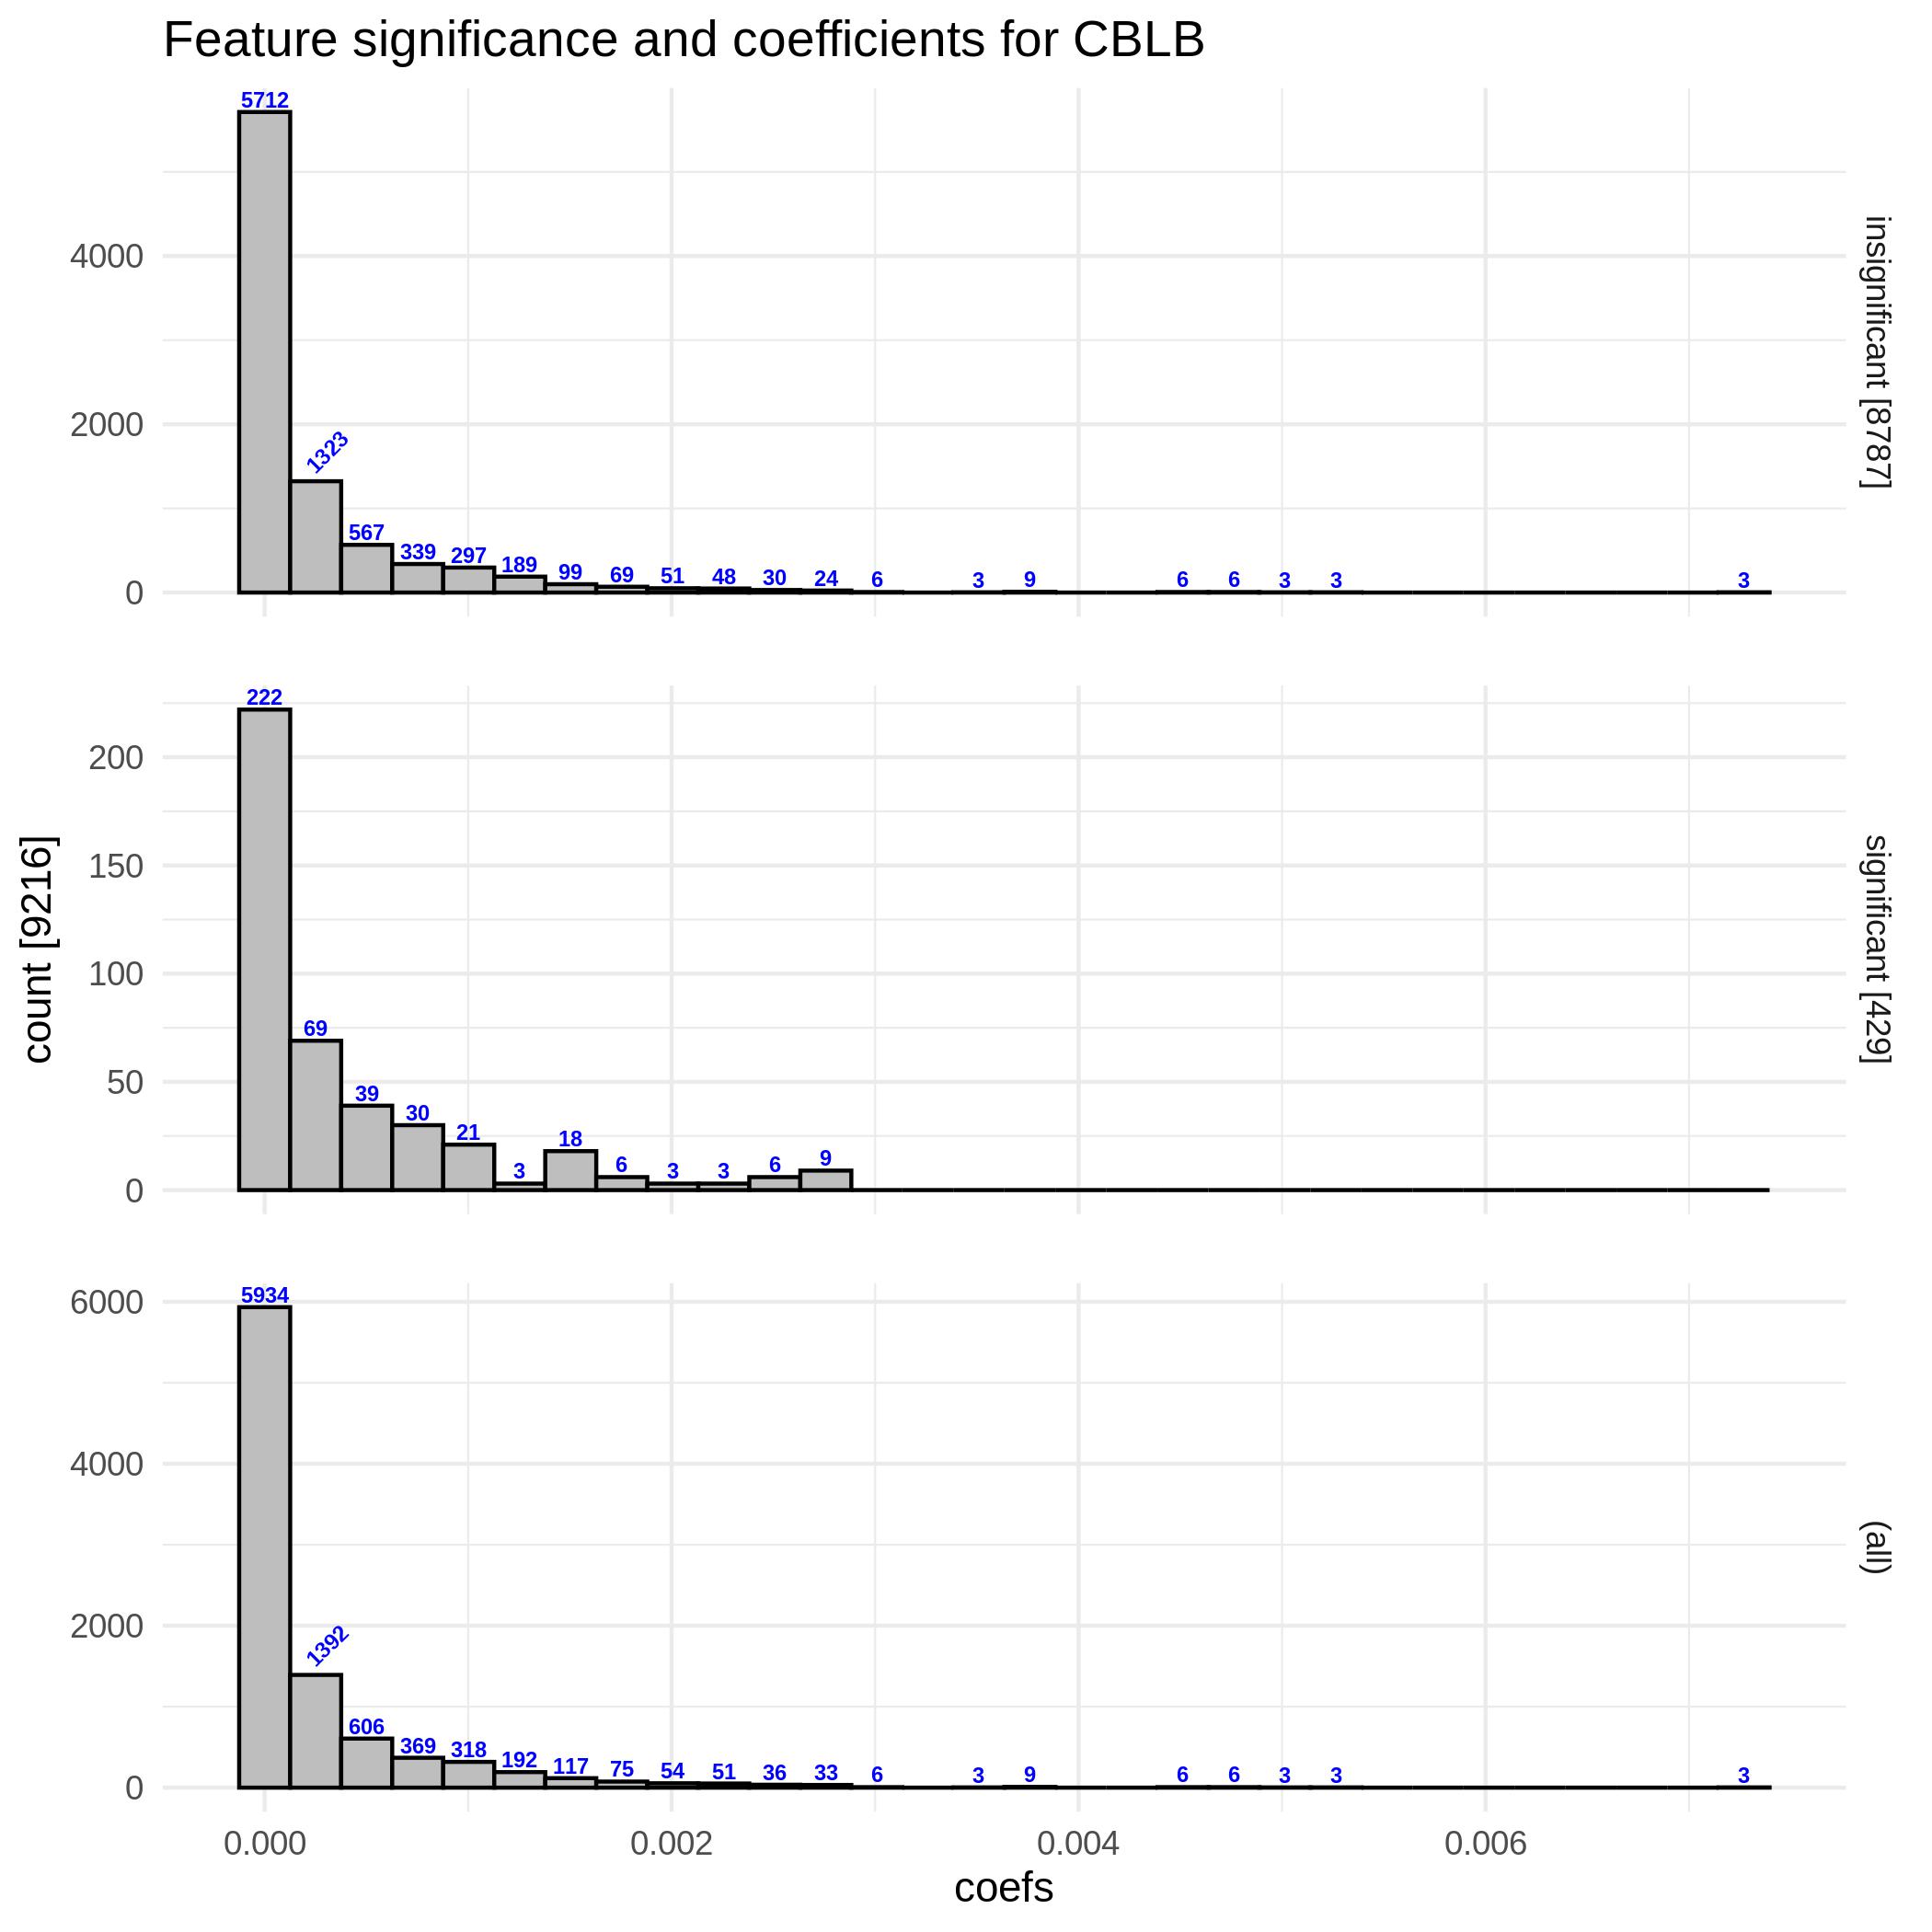 Feature significance and coefficients for CBLB
count [9216]
5712
1323
567 339 297 189 99 69 51 48 30 24 6 3 9 6 6 3 3 3
4000
2000
0
insignificant [8787]
222
69
39 30 21 3 18 6 3 3 6 9
200
150
100
50
0
significant [429]
5934
1392
606 369 318 192 117 75 54 51 36 33 6 3 9 6 6 3 3 3
6000
4000
2000
0
(all)
0.000 0.002 0.004 0.006
coefs